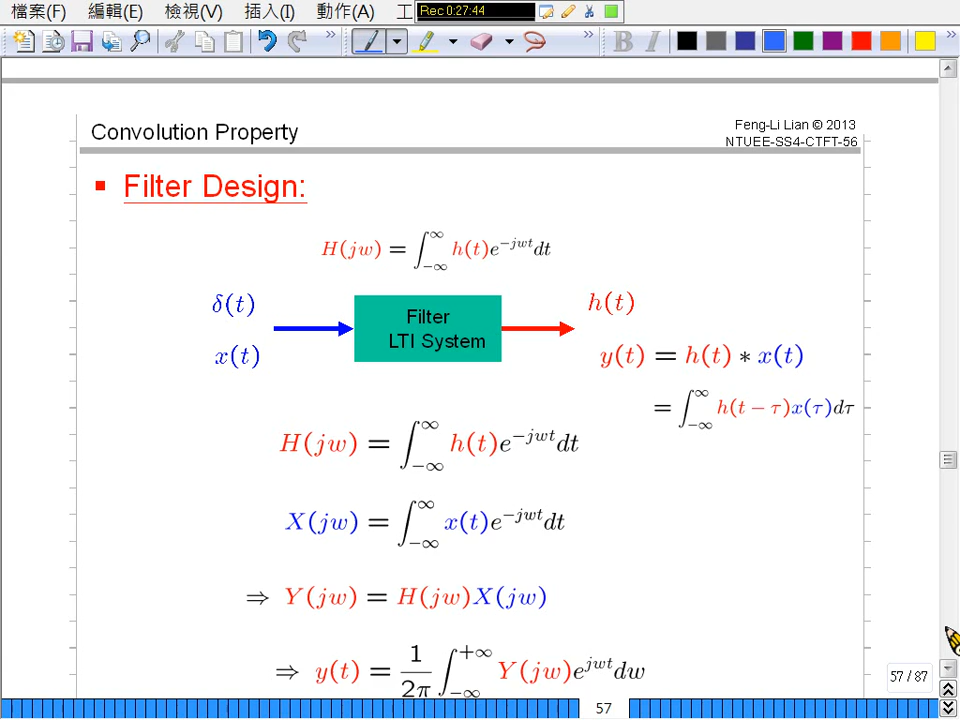 檔案(F) 編輯(E) 檢視(V) 插入(I) 動作(A) 工
Rec 0:27:44
B I
Convolution Property
Feng-Li Lian © 2013
NTUEE-SS4-CTFT-56
Filter Design:
H(jw) = ∫_{−∞}^{∞} h(t)e^{−jwt}dt
δ(t)
Filter
LTI System
h(t)
x(t)
y(t) = h(t) ∗ x(t)
= ∫_{−∞}^{∞} h(t − τ)x(τ)dτ
H(jw) = ∫_{−∞}^{∞} h(t)e^{−jwt}dt
X(jw) = ∫_{−∞}^{∞} x(t)e^{−jwt}dt
⇒ Y(jw) = H(jw)X(jw)
⇒ y(t) = 1/2π ∫_{−∞}^{+∞} Y(jw)e^{jwt}dw
57 / 87
57